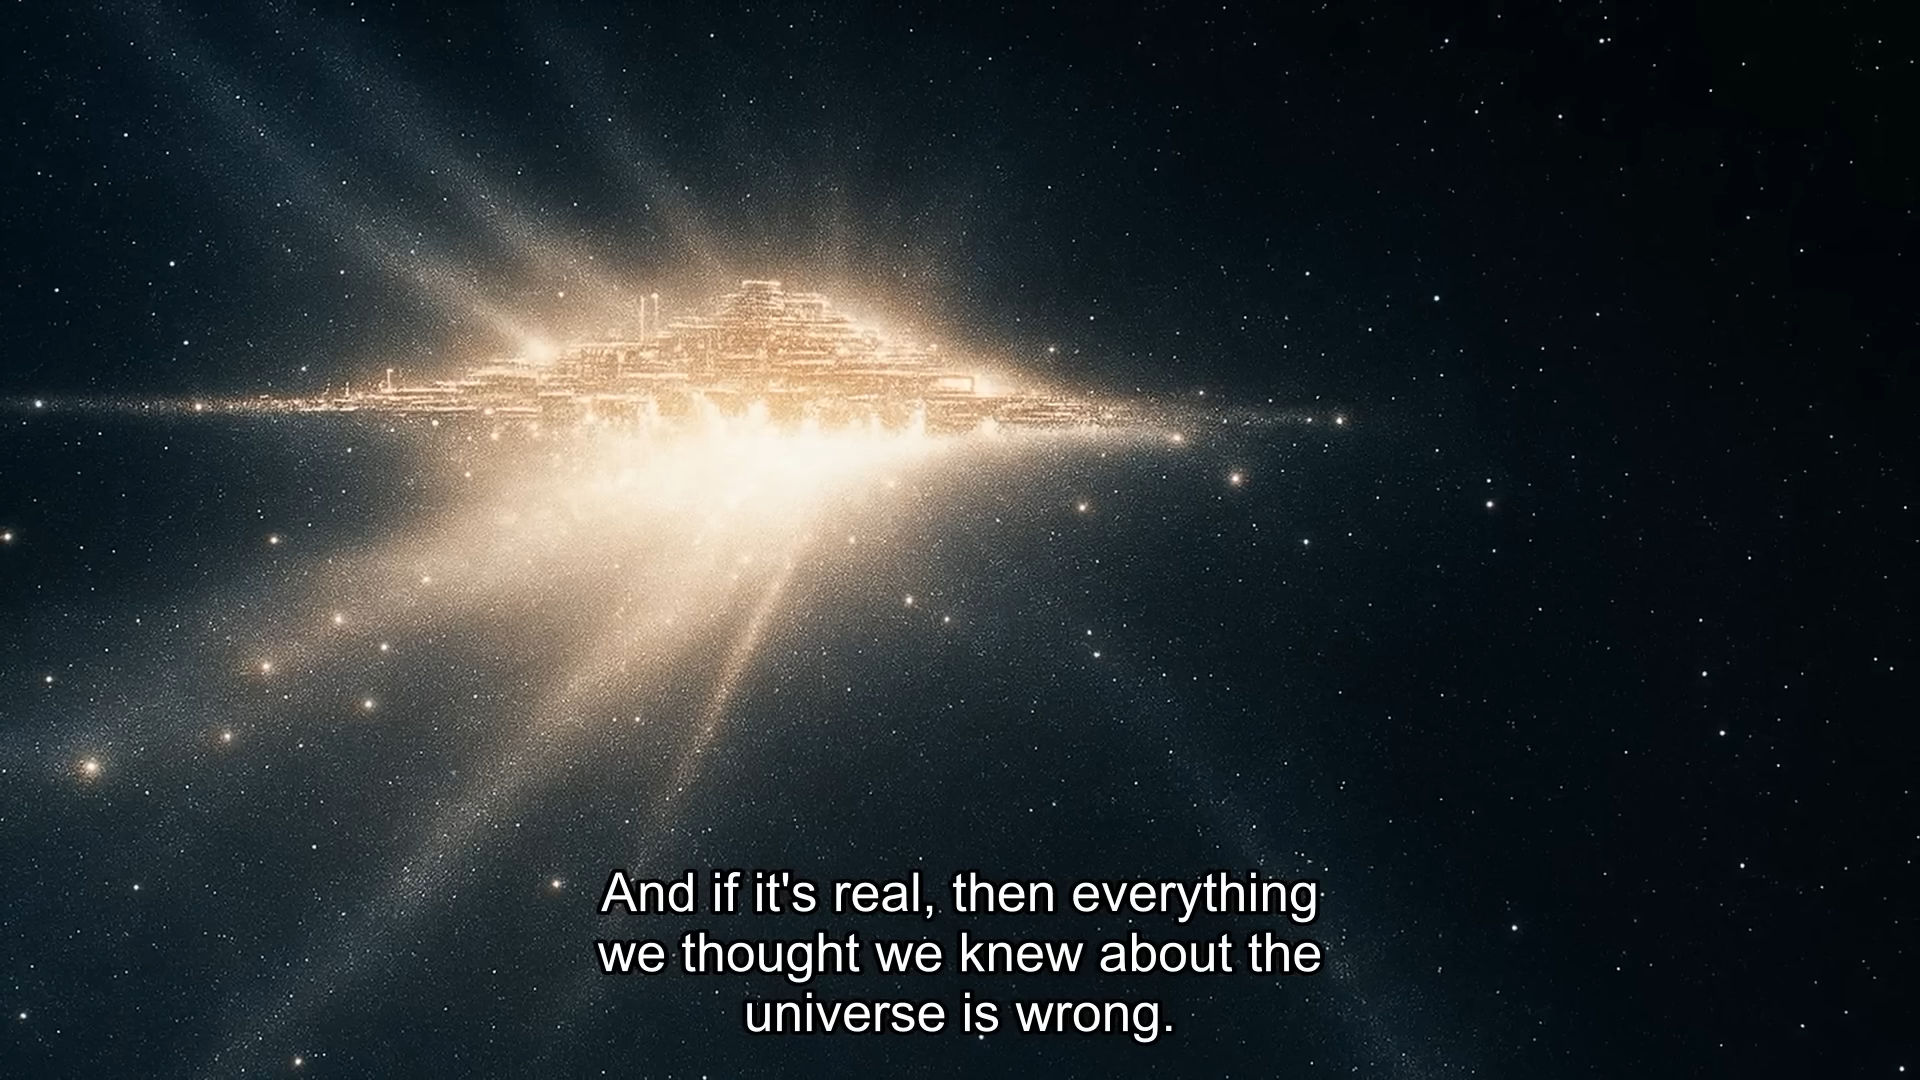 And if it's real, then everything
we thought we knew about the
universe is wrong.